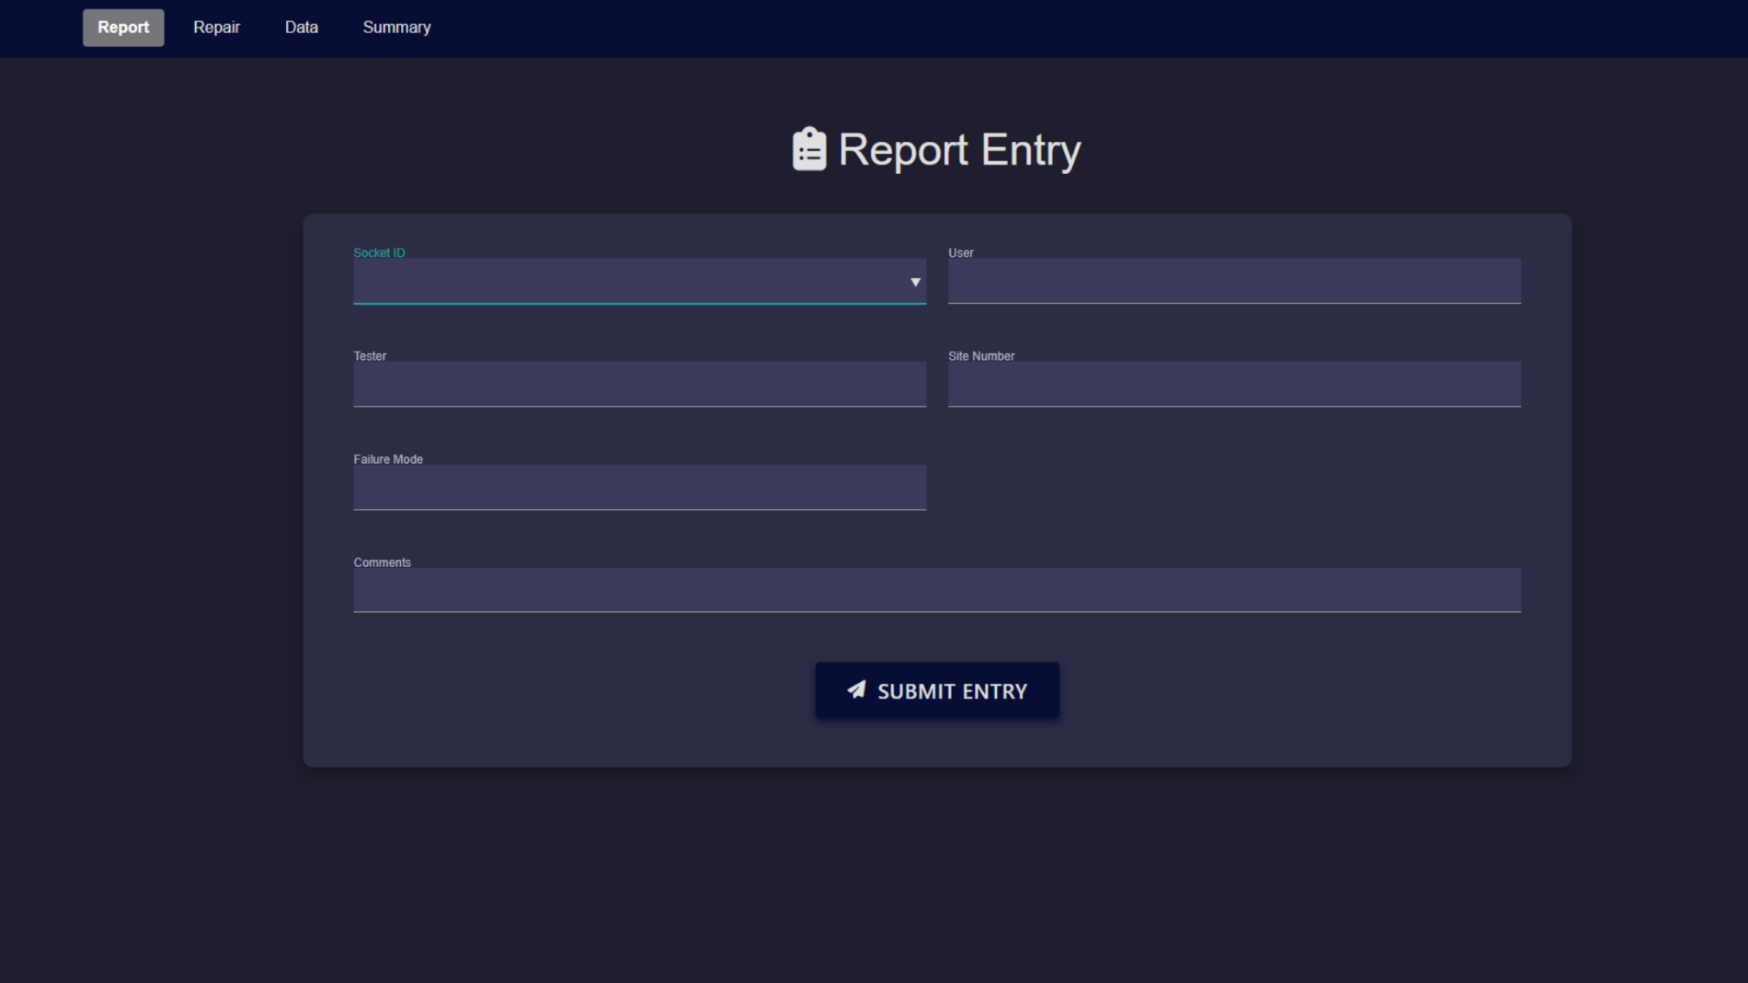 Report Repair Data Summary
Report Entry
Socket ID
User
Tester
Site Number
Failure Mode
Comments
SUBMIT ENTRY